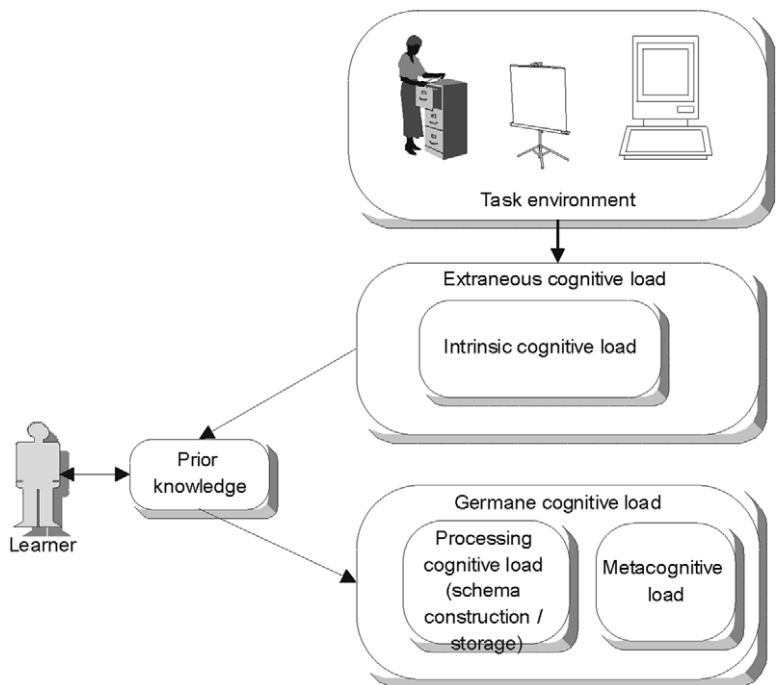 Task environment
Extraneous cognitive load
Intrinsic cognitive load
Prior
knowledge
Learner
Germane cognitive load
Processing
cognitive load
(schema
construction /
storage)
Metacognitive
load